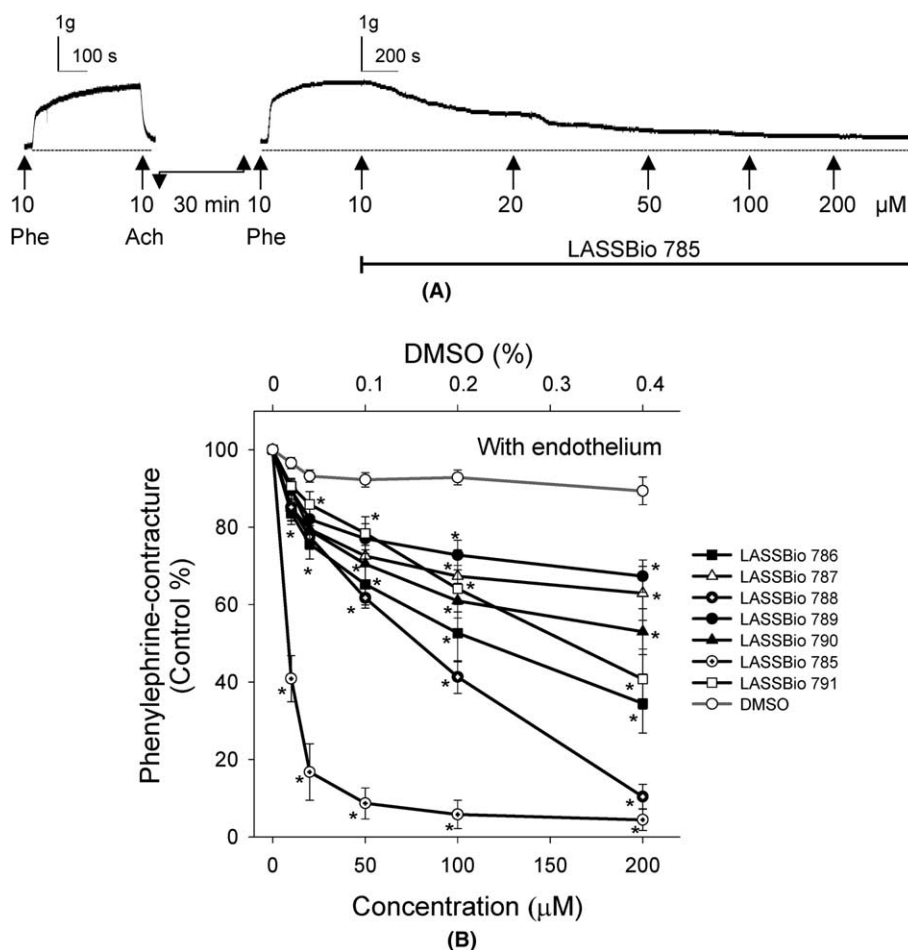 1g
100 s
1g
200 s
10
10
30 min
10
10
20
50
100
200
µM
Phe
Ach
Phe
LASSBio 785
(A)
DMSO (%)
0
0.1
0.2
0.3
0.4
With endothelium
100
80
60
40
20
0
Phenylephrine-contracture
(Control %)
* * * * * * * * * * * * * * * * * * * * * *
LASSBio 786
LASSBio 787
LASSBio 788
LASSBio 789
LASSBio 790
LASSBio 785
LASSBio 791
DMSO
0
50
100
150
200
Concentration (µM)
(B)